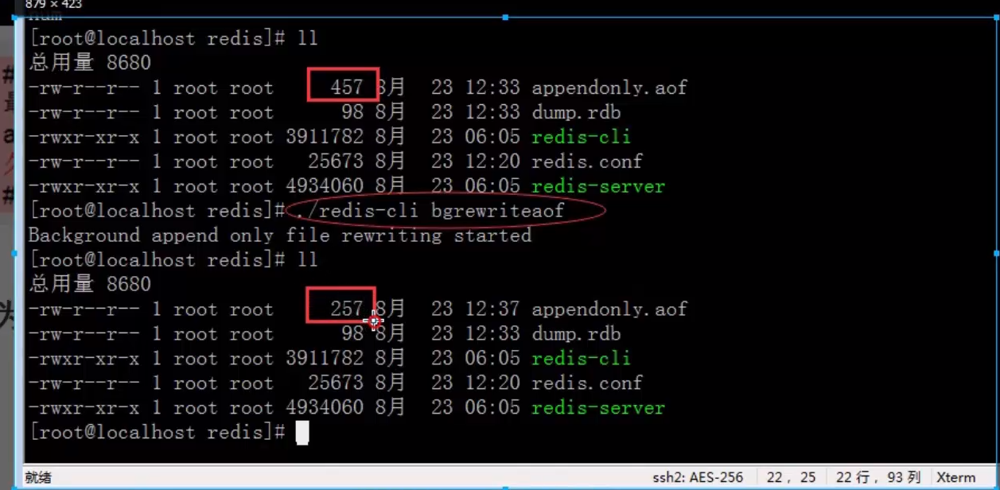 879 × 423
num
[root@localhost redis]# ll
总用量 8680
-rw-r--r-- 1 root root 457 8月 23 12:33 appendonly.aof
-rw-r--r-- 1 root root 98 8月 23 12:33 dump.rdb
-rwxr-xr-x 1 root root 3911782 8月 23 06:05 redis-cli
-rw-r--r-- 1 root root 25673 8月 23 12:20 redis.conf
-rwxr-xr-x 1 root root 4934060 8月 23 06:05 redis-server
[root@localhost redis]# ./redis-cli bgrewriteaof
Background append only file rewriting started
[root@localhost redis]# ll
总用量 8680
-rw-r--r-- 1 root root 257 8月 23 12:37 appendonly.aof
-rw-r--r-- 1 root root 98 8月 23 12:33 dump.rdb
-rwxr-xr-x 1 root root 3911782 8月 23 06:05 redis-cli
-rw-r--r-- 1 root root 25673 8月 23 12:20 redis.conf
-rwxr-xr-x 1 root root 4934060 8月 23 06:05 redis-server
[root@localhost redis]#
就绪 ssh2: AES-256 22, 25 22 行, 93 列 Xterm